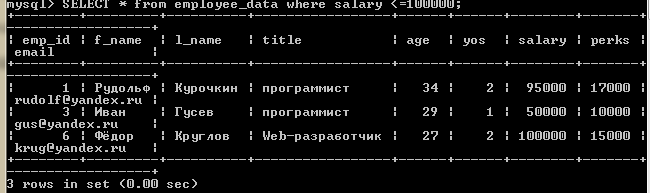 mysql> SELECT * from employee_data where salary <=100000;
+--------+---------+----------+----------------+------+------+--------+-------+
------------------+
| emp_id | f_name | l_name | title | age | yos | salary | perks |
email |
+--------+---------+----------+----------------+------+------+--------+-------+
------------------+
| 1 | Рудольф | Курочкин | программист | 34 | 2 | 95000 | 17000 |
rudolf@yandex.ru |
| 3 | Иван | Гусев | программист | 29 | 1 | 50000 | 10000 |
gus@yandex.ru |
| 6 | Фёдор | Круглов | Web-разработчик | 27 | 2 | 100000 | 15000 |
krug@yandex.ru |
+--------+---------+----------+----------------+------+------+--------+-------+
------------------+
3 rows in set (0.00 sec)